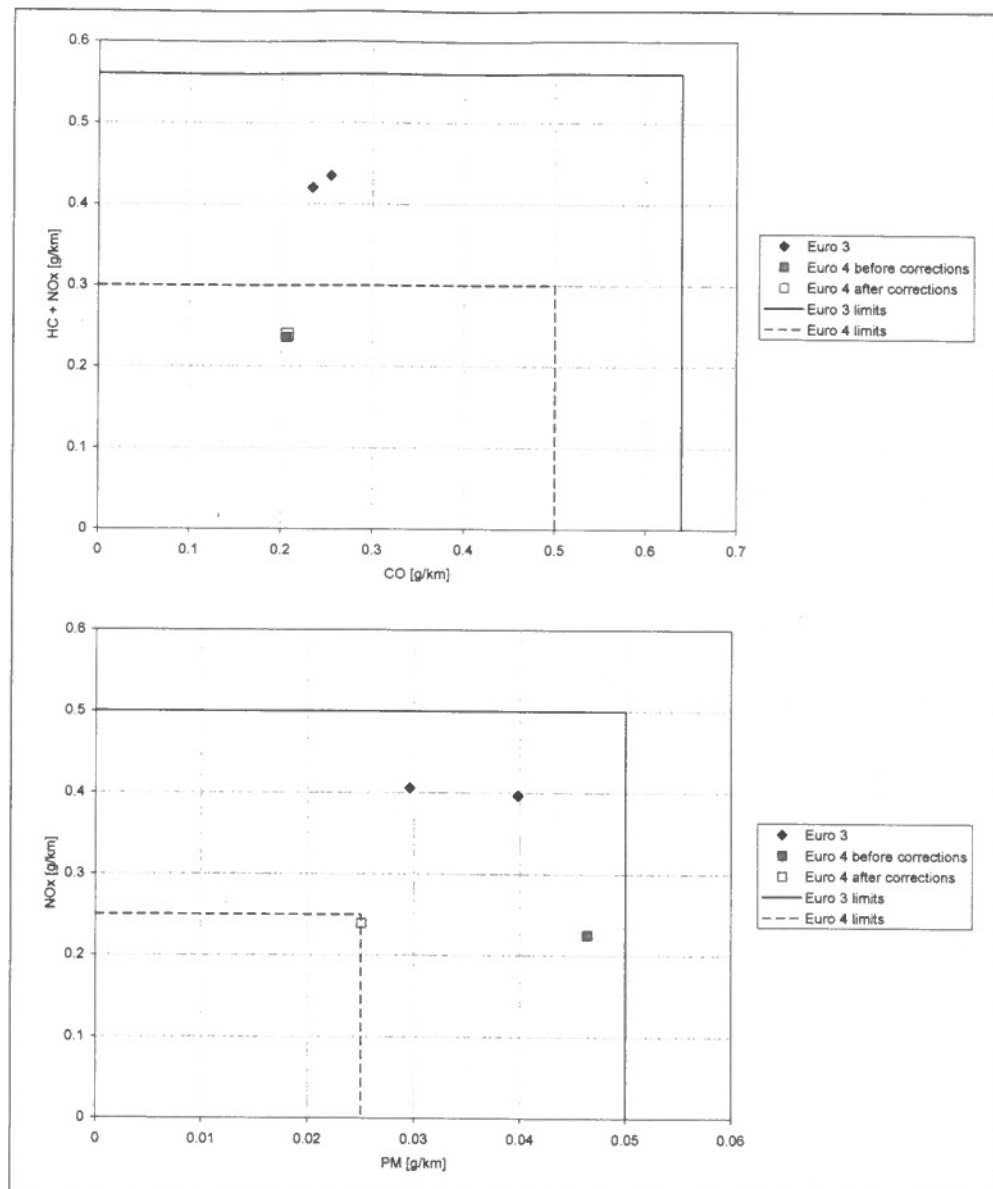 0.6
0.5
0.4
0.3
0.2
0.1
0
HC + NOx [g/km]
0 0.1 0.2 0.3 0.4 0.5 0.6 0.7
CO [g/km]
Euro 3
Euro 4 before corrections
Euro 4 after corrections
Euro 3 limits
Euro 4 limits
0.6
0.5
0.4
0.3
0.2
0.1
0
NOx [g/km]
0 0.01 0.02 0.03 0.04 0.05 0.06
PM [g/km]
Euro 3
Euro 4 before corrections
Euro 4 after corrections
Euro 3 limits
Euro 4 limits